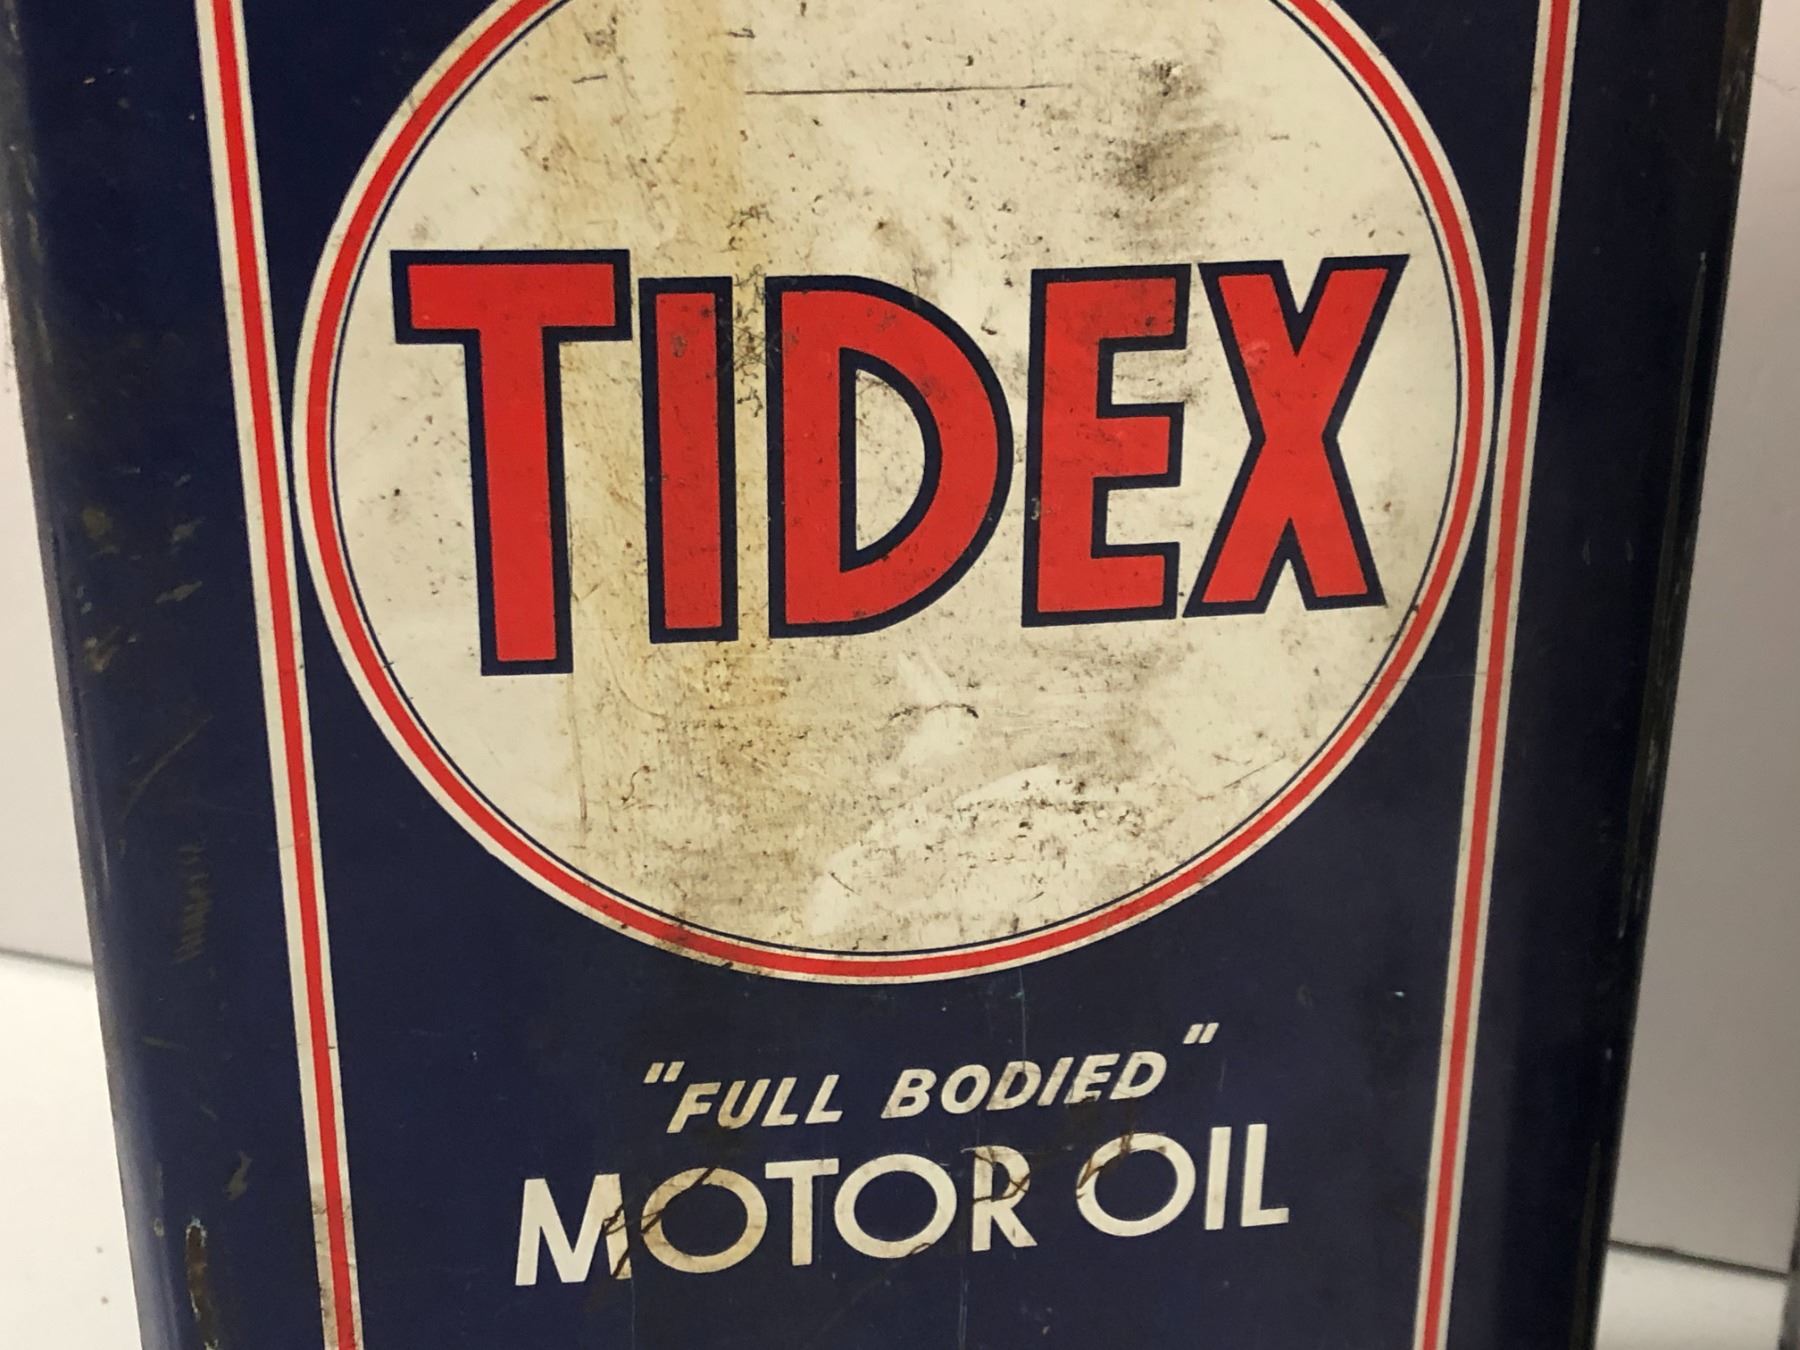 TIDEX
"FULL BODIED"
MOTOR OIL